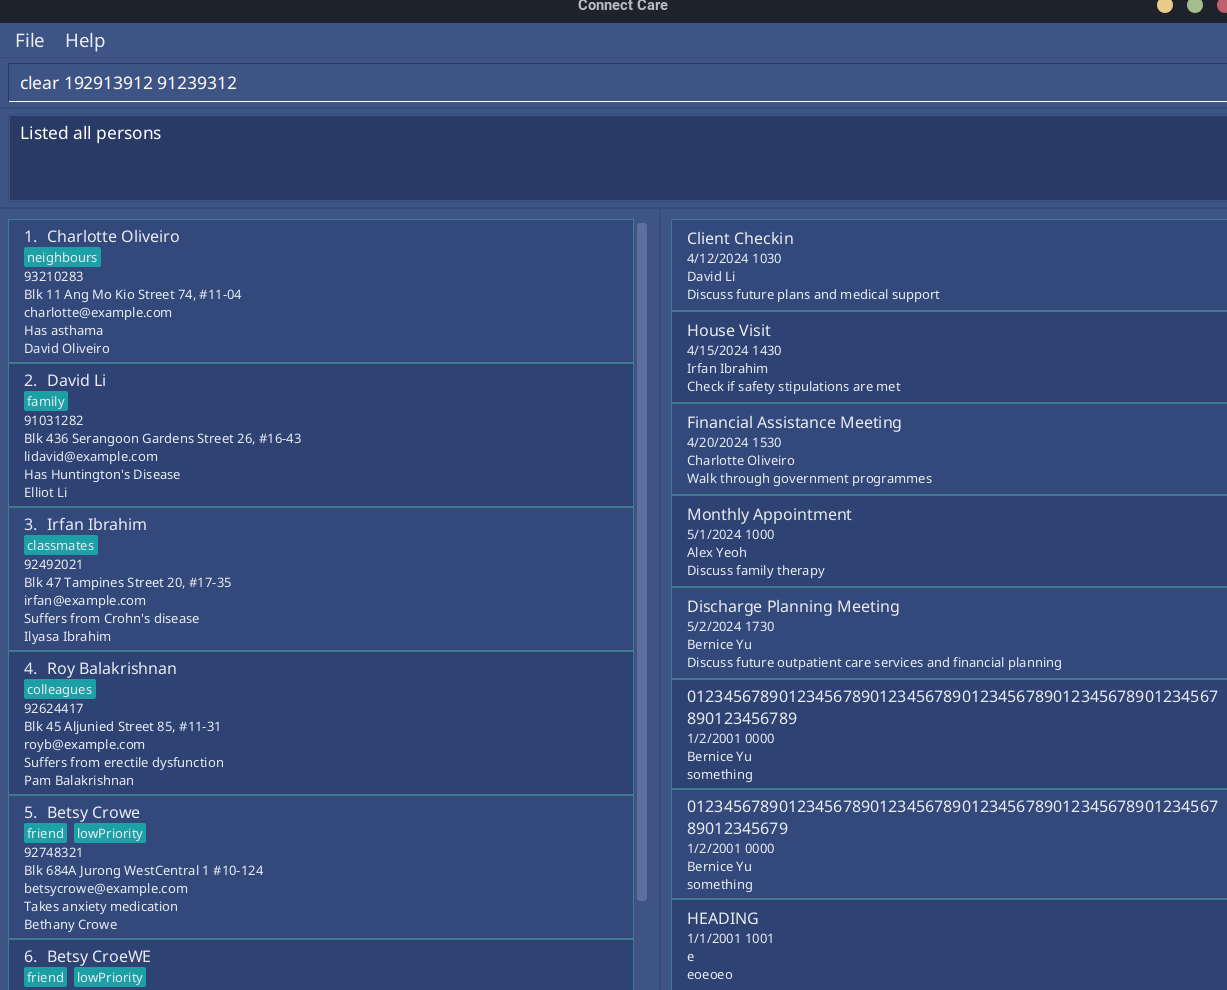 Connect Care
File Help
clear 192913912 91239312
Listed all persons
1. Charlotte Oliveiro
neighbours
93210283
Blk 11 Ang Mo Kio Street 74, #11-04
charlotte@example.com
Has asthama
David Oliveiro
2. David Li
family
91031282
Blk 436 Serangoon Gardens Street 26, #16-43
lidavid@example.com
Has Huntington's Disease
Elliot Li
3. Irfan Ibrahim
classmates
92492021
Blk 47 Tampines Street 20, #17-35
irfan@example.com
Suffers from Crohn's disease
Ilyasa Ibrahim
4. Roy Balakrishnan
colleagues
92624417
Blk 45 Aljunied Street 85, #11-31
royb@example.com
Suffers from erectile dysfunction
Pam Balakrishnan
5. Betsy Crowe
friend lowPriority
92748321
Blk 684A Jurong WestCentral 1 #10-124
betsycrowe@example.com
Takes anxiety medication
Bethany Crowe
6. Betsy CroeWE
friend lowPriority
Client Checkin
4/12/2024 1030
David Li
Discuss future plans and medical support
House Visit
4/15/2024 1430
Irfan Ibrahim
Check if safety stipulations are met
Financial Assistance Meeting
4/20/2024 1530
Charlotte Oliveiro
Walk through government programmes
Monthly Appointment
5/1/2024 1000
Alex Yeoh
Discuss family therapy
Discharge Planning Meeting
5/2/2024 1730
Bernice Yu
Discuss future outpatient care services and financial planning
0123456789012345678901234567890123456789012345678901234567
890123456789
1/2/2001 0000
Bernice Yu
something
0123456789012345678901234567890123456789012345678901234567
89012345679
1/2/2001 0000
Bernice Yu
something
HEADING
1/1/2001 1001
e
eoeoeo